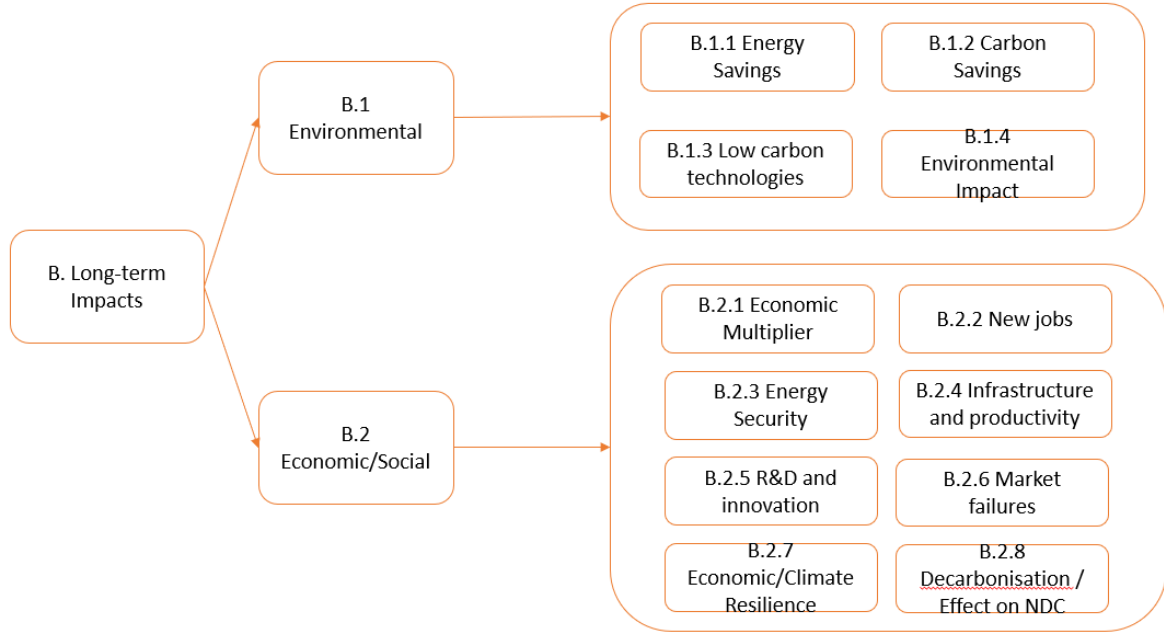 B. Long-term
Impacts
B.1
Environmental
B.1.1 Energy
Savings
B.1.2 Carbon
Savings
B.1.3 Low carbon
technologies
B.1.4
Environmental
Impact
B.2
Economic/Social
B.2.1 Economic
Multiplier
B.2.2 New jobs
B.2.3 Energy
Security
B.2.4 Infrastructure
and productivity
B.2.5 R&D and
innovation
B.2.6 Market
failures
B.2.7
Economic/Climate
Resilience
B.2.8
Decarbonisation /
Effect on NDC